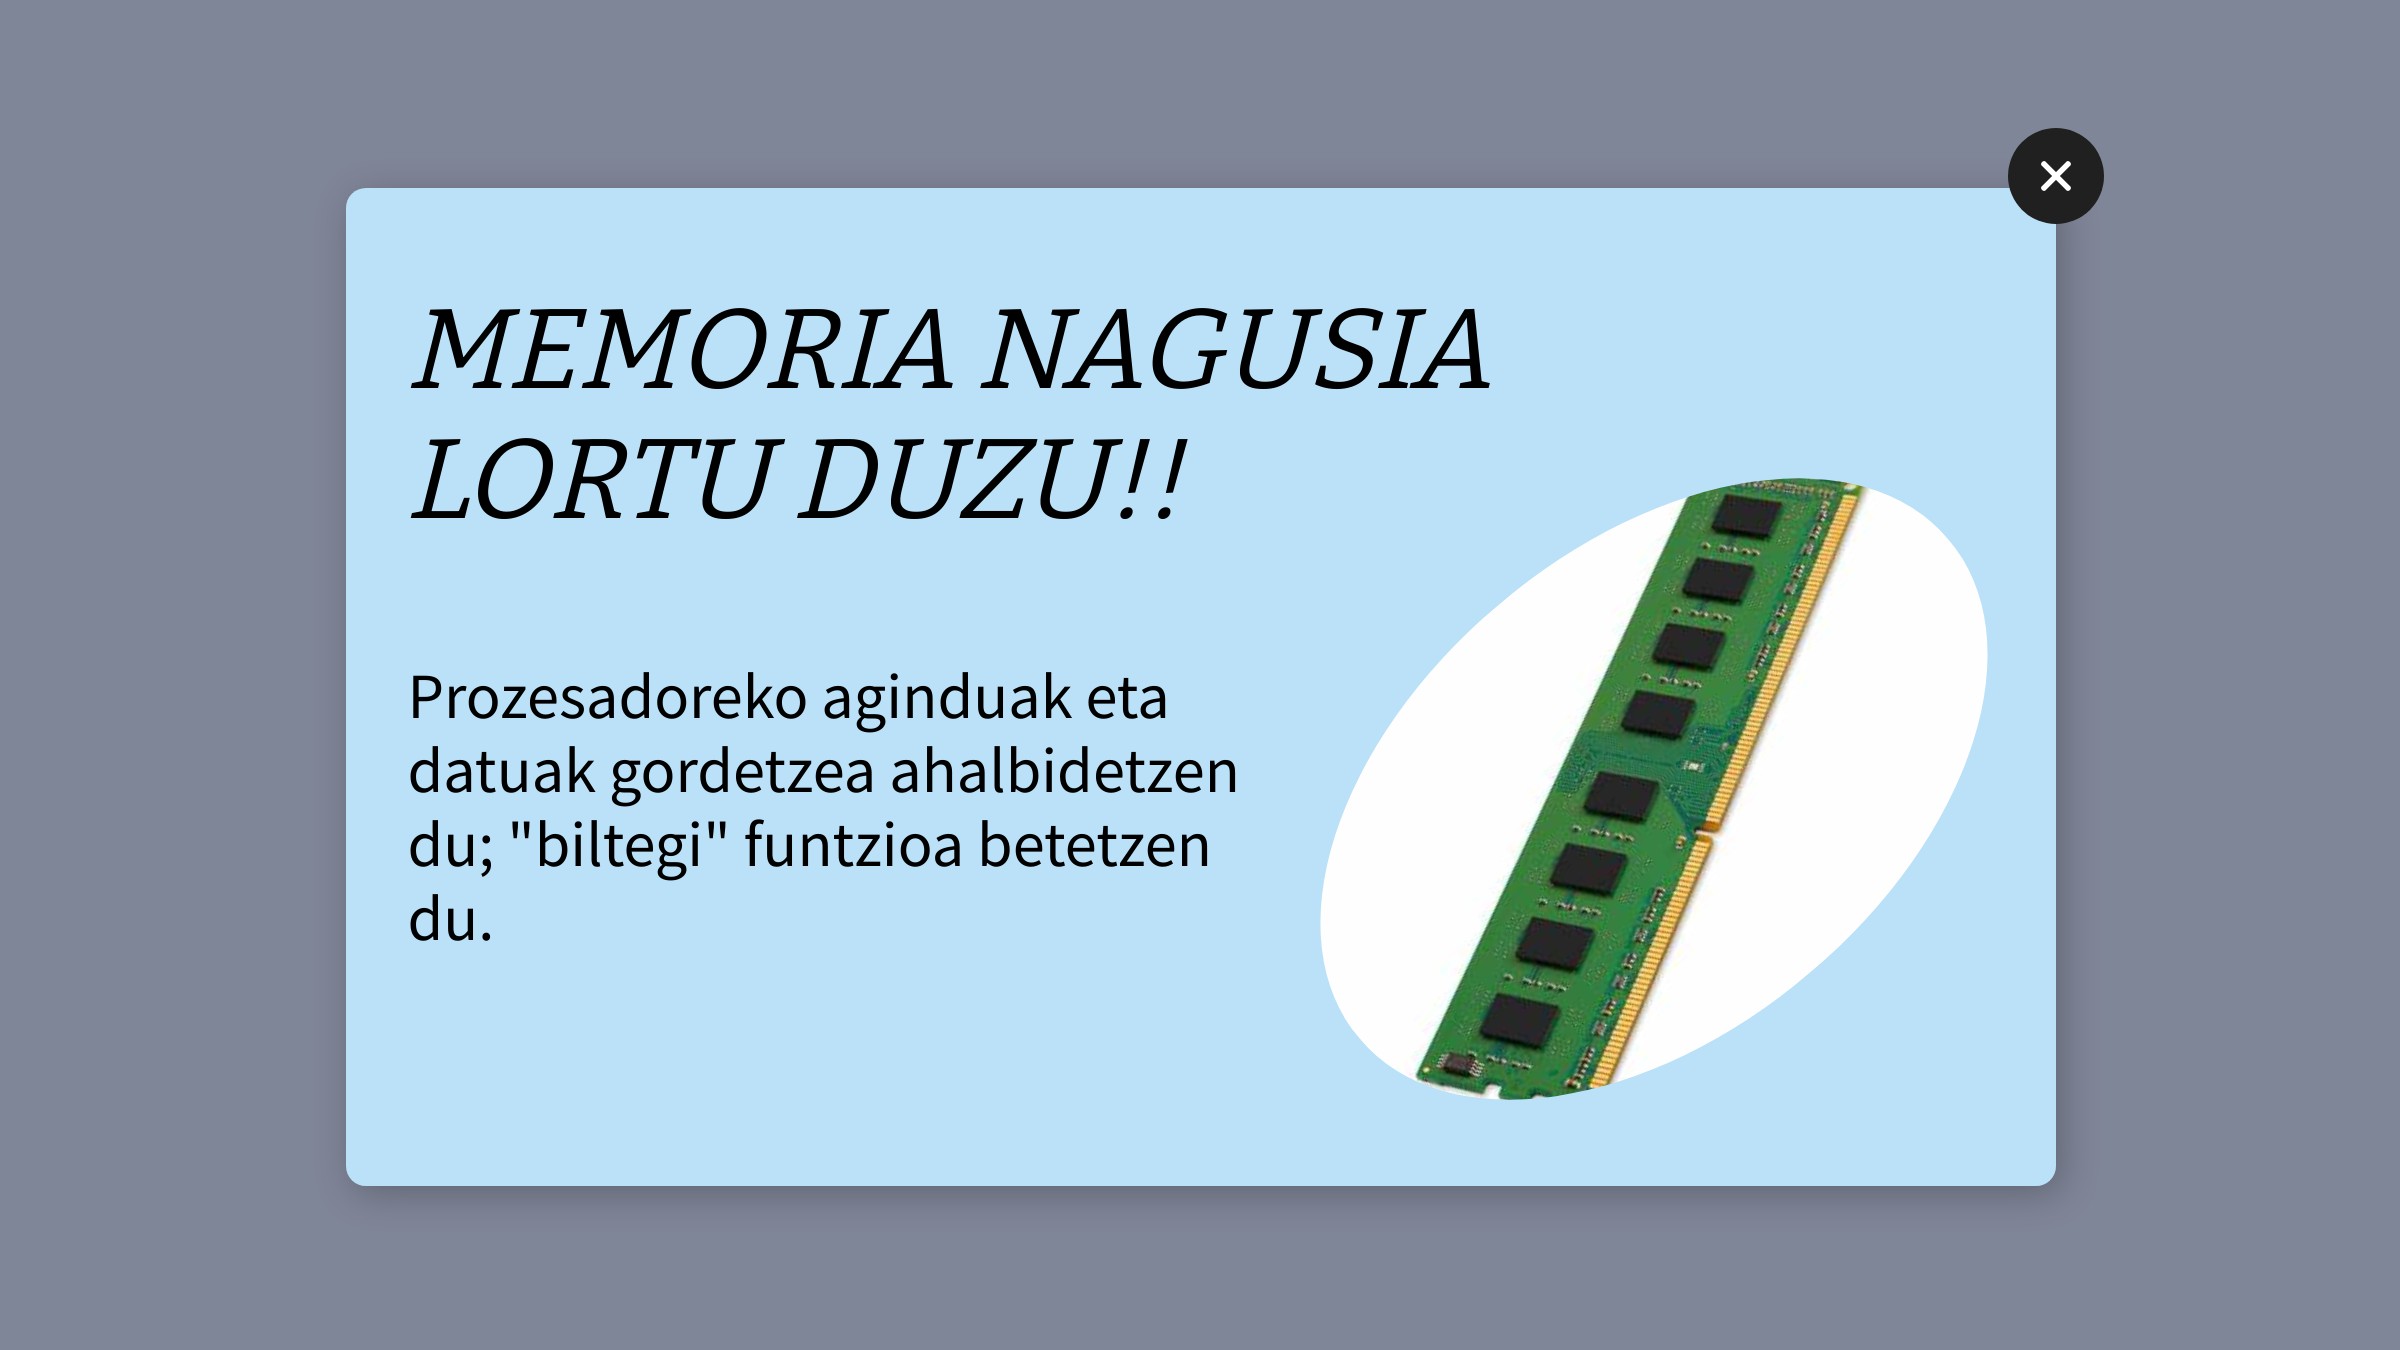 MEMORIA NAGUSIA
LORTU DUZU!!
Prozesadoreko aginduak eta
datuak gordetzea ahalbidetzen
du; "biltegi" funtzioa betetzen
du.